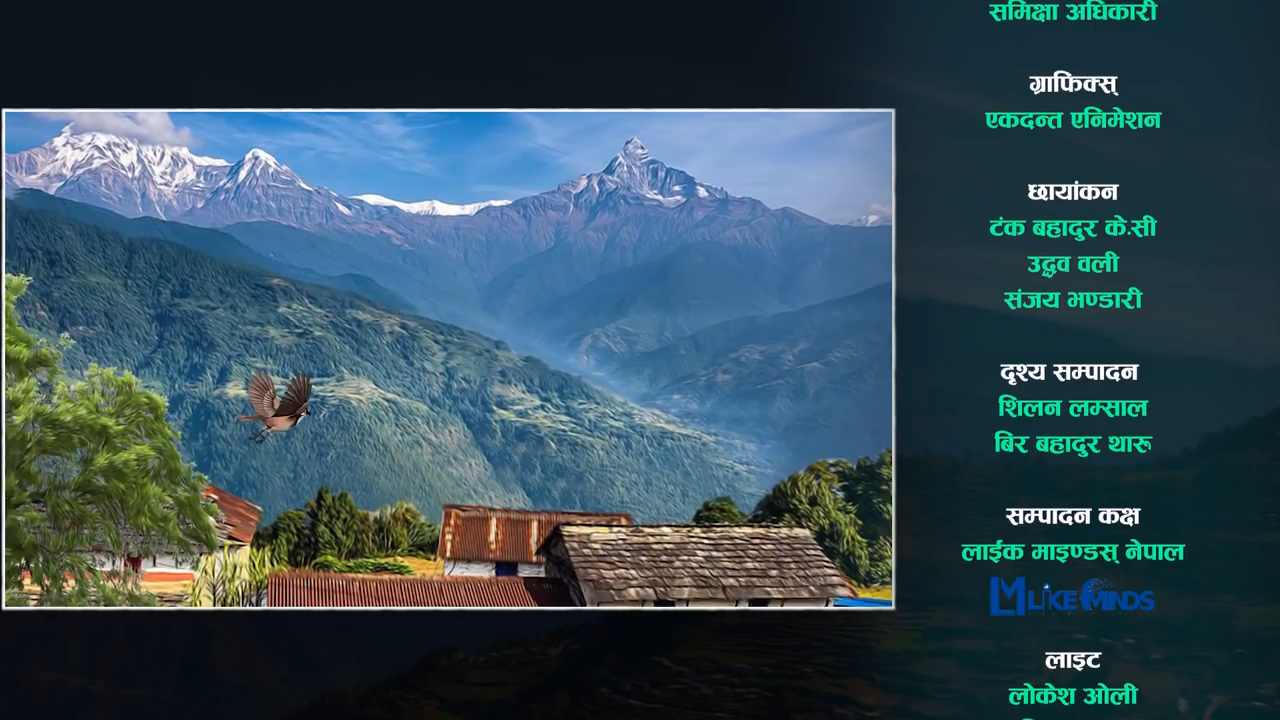 समिक्षा अधिकारी
ग्राफिक्स्
एकदन्त एनिमेशन
छायांकन
टंक बहादुर के.सी
उद्धव वली
संजय भण्डारी
दृश्य सम्पादन
शिलन लम्साल
बिर बहादुर थारू
सम्पादन कक्ष
लाईक माइण्डस् नेपाल
LM LIKE MINDS
लाइट
लोकेश ओली